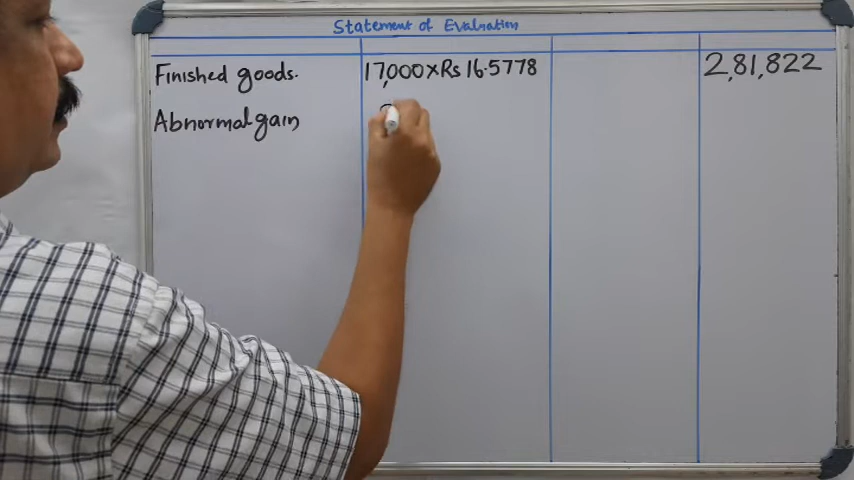 Statement of Evaluation
Finished goods. 17,000×Rs 16.5778 2,81,822
Abnormal gain